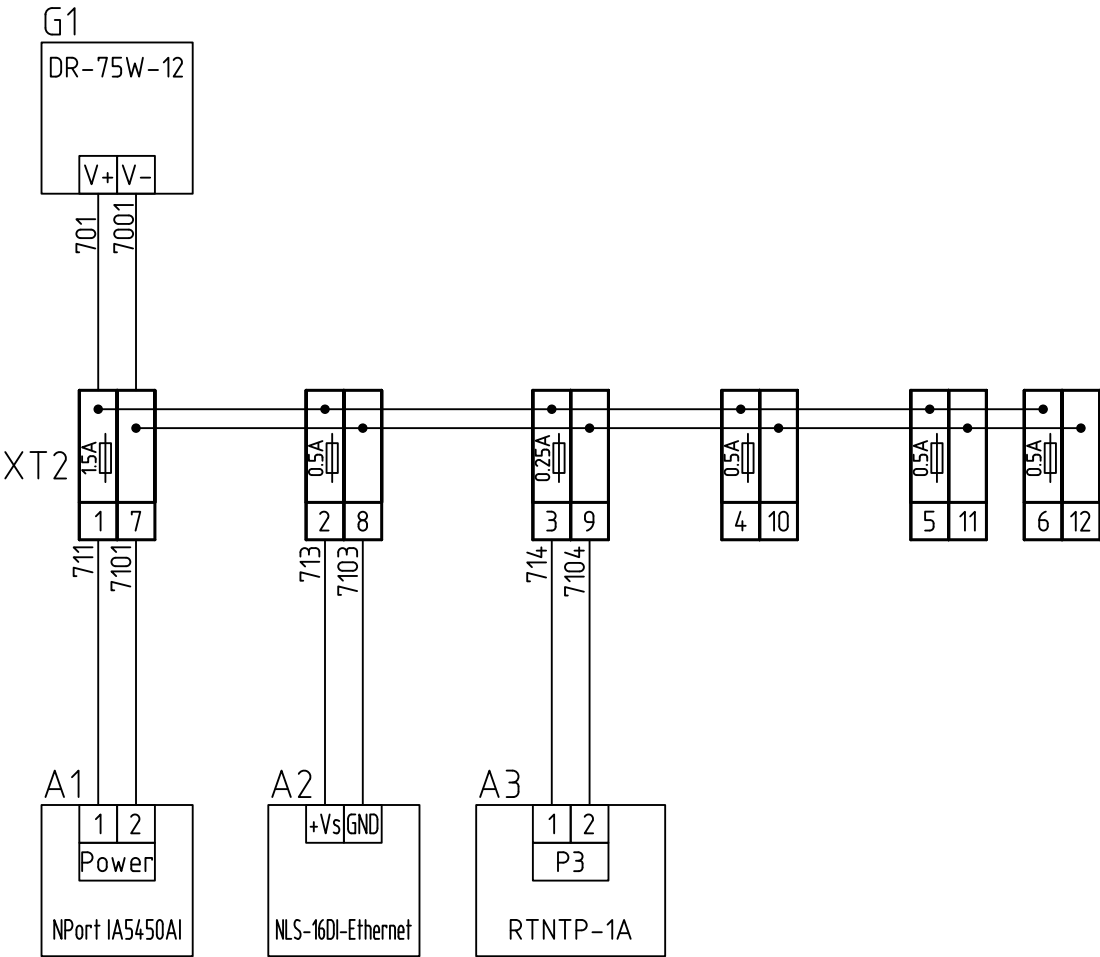 G1
DR-75W-12
V+ V-
701 7001
XT2
1.5A 0.5A 0.25A 0.5A 0.5A 0.5A
1 7 2 8 3 9 4 10 5 11 6 12
711 7101 713 7103 714 7104
A1 A2 A3
1 2 +Vs GND 1 2
Power P3
NPort IA5450AI NLS-16DI-Ethernet RTNTP-1A